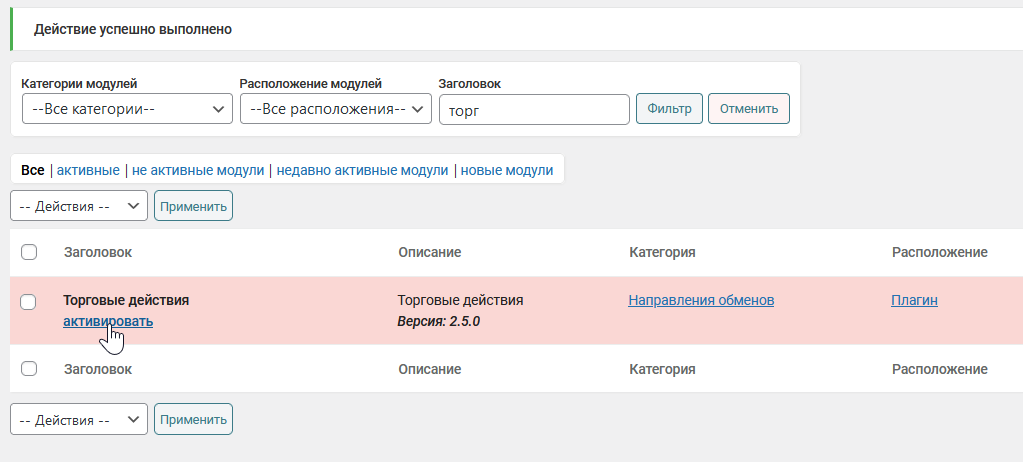 Действие успешно выполнено
Категории модулей Расположение модулей Заголовок
--Все категории-- --Все расположения-- торг Фильтр Отменить
Все | активные | не активные модули | недавно активные модули | новые модули
-- Действия -- Применить
Заголовок Описание Категория Расположение
Торговые действия Торговые действия Направления обменов Плагин
активировать Версия: 2.5.0
Заголовок Описание Категория Расположение
-- Действия -- Применить